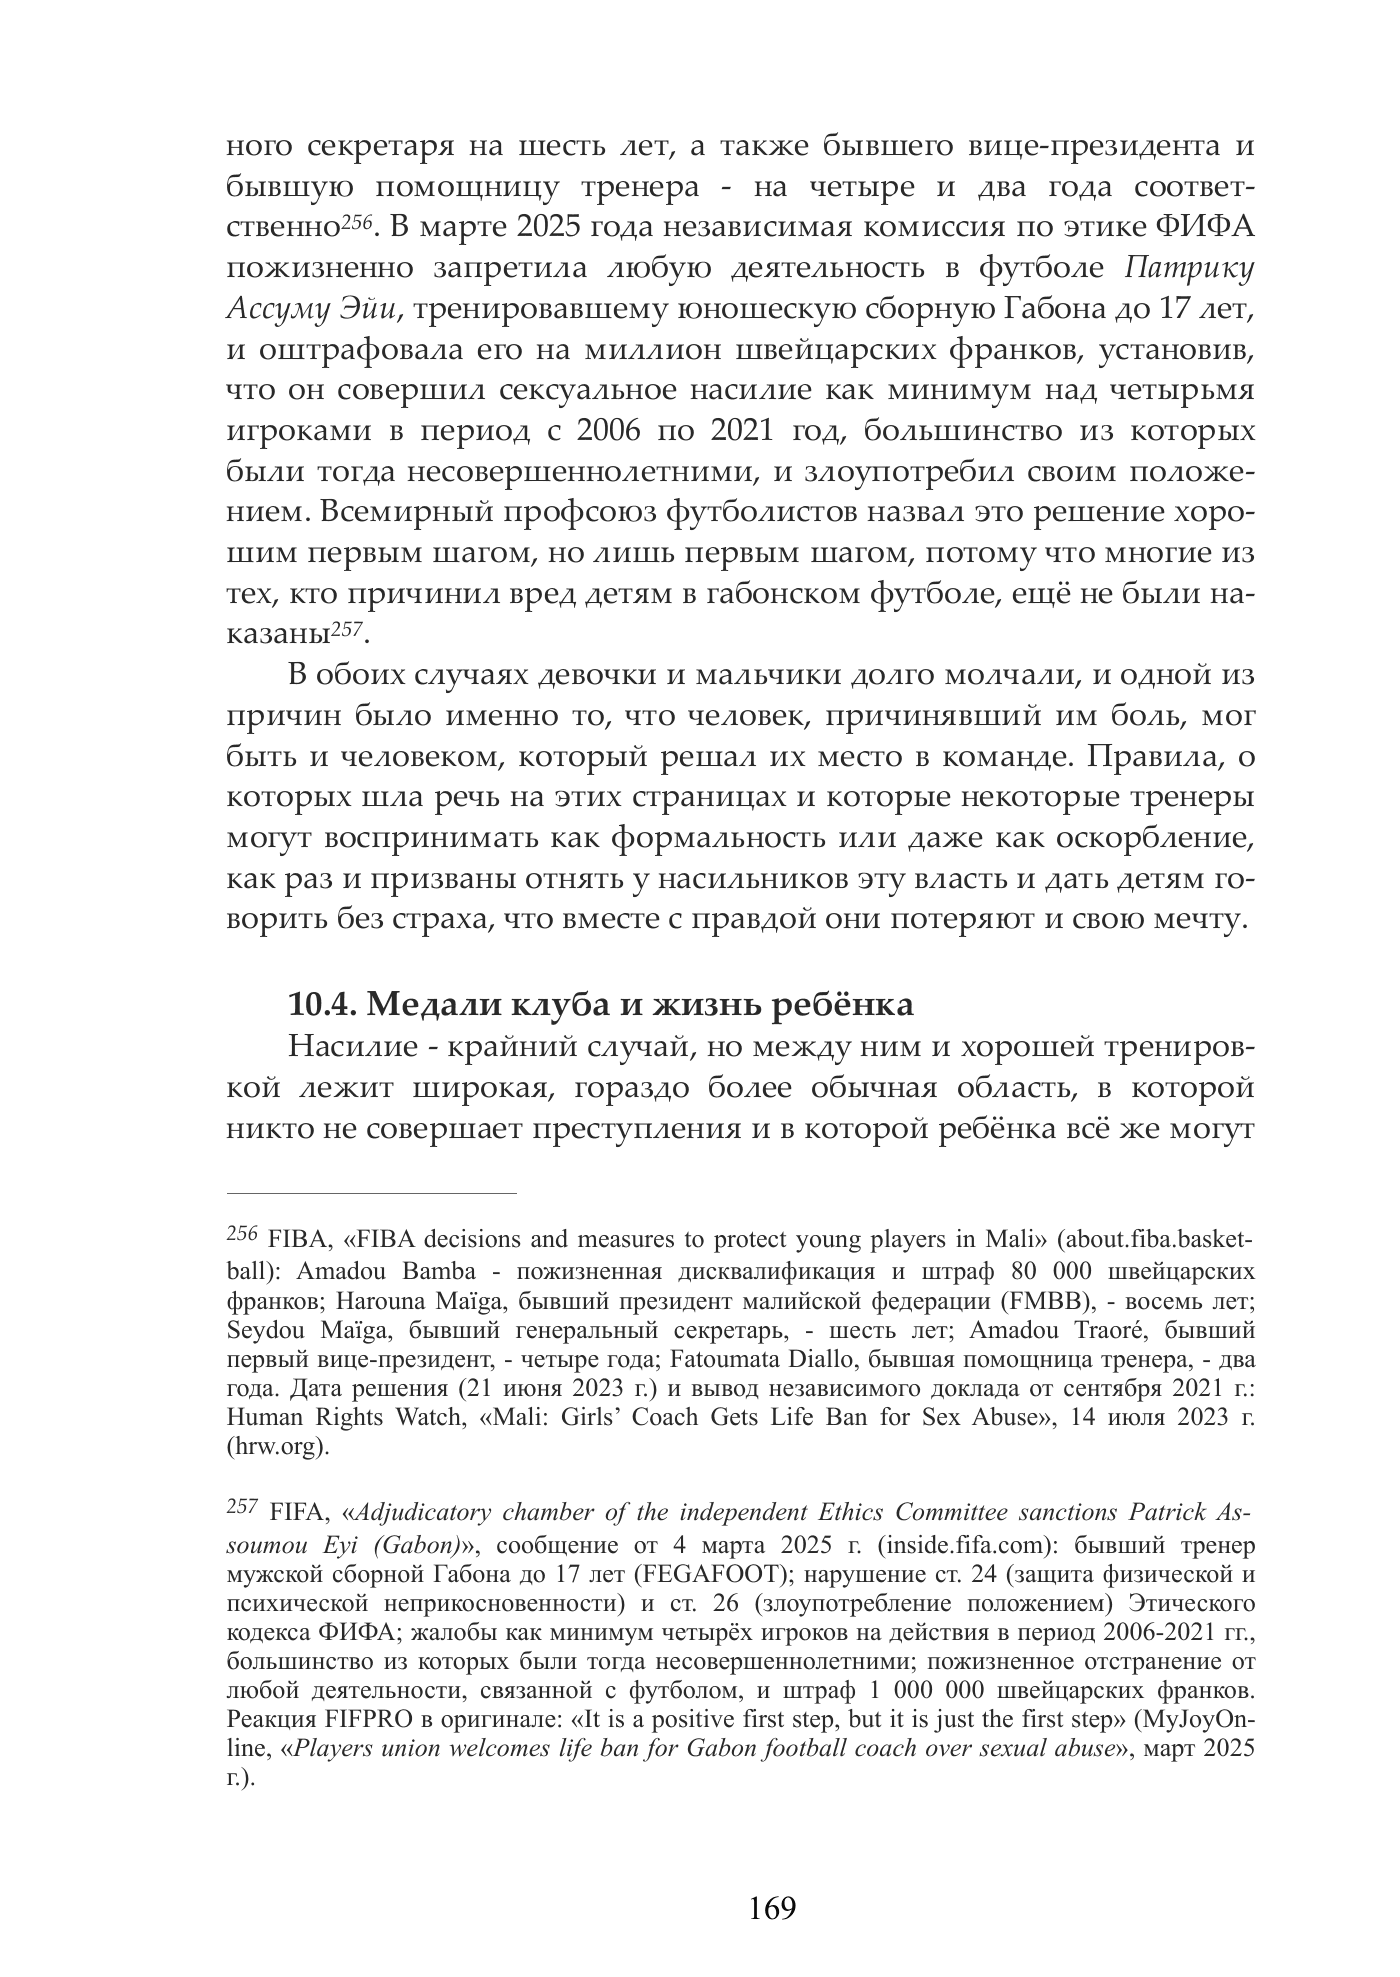 ного секретаря на шесть лет, а также бывшего вице-президента и
бывшую помощницу тренера - на четыре и два года соответ-
ственно256. В марте 2025 года независимая комиссия по этике ФИФА
пожизненно запретила любую деятельность в футболе Патрику
Ассуму Эйи, тренировавшему юношескую сборную Габона до 17 лет,
и оштрафовала его на миллион швейцарских франков, установив,
что он совершил сексуальное насилие как минимум над четырьмя
игроками в период с 2006 по 2021 год, большинство из которых
были тогда несовершеннолетними, и злоупотребил своим положе-
нием. Всемирный профсоюз футболистов назвал это решение хоро-
шим первым шагом, но лишь первым шагом, потому что многие из
тех, кто причинил вред детям в габонском футболе, ещё не были на-
казаны257.
В обоих случаях девочки и мальчики долго молчали, и одной из
причин было именно то, что человек, причинявший им боль, мог
быть и человеком, который решал их место в команде. Правила, о
которых шла речь на этих страницах и которые некоторые тренеры
могут воспринимать как формальность или даже как оскорбление,
как раз и призваны отнять у насильников эту власть и дать детям го-
ворить без страха, что вместе с правдой они потеряют и свою мечту.
10.4. Медали клуба и жизнь ребёнка
Насилие - крайний случай, но между ним и хорошей трениров-
кой лежит широкая, гораздо более обычная область, в которой
никто не совершает преступления и в которой ребёнка всё же могут
256 FIBA, «FIBA decisions and measures to protect young players in Mali» (about.fiba.basket-
ball): Amadou Bamba - пожизненная дисквалификация и штраф 80 000 швейцарских
франков; Harouna Maïga, бывший президент малийской федерации (FMBB), - восемь лет;
Seydou Maïga, бывший генеральный секретарь, - шесть лет; Amadou Traoré, бывший
первый вице-президент, - четыре года; Fatoumata Diallo, бывшая помощница тренера, - два
года. Дата решения (21 июня 2023 г.) и вывод независимого доклада от сентября 2021 г.:
Human Rights Watch, «Mali: Girls’ Coach Gets Life Ban for Sex Abuse», 14 июля 2023 г.
(hrw.org).
257 FIFA, «Adjudicatory chamber of the independent Ethics Committee sanctions Patrick As-
soumou Eyi (Gabon)», сообщение от 4 марта 2025 г. (inside.fifa.com): бывший тренер
мужской сборной Габона до 17 лет (FEGAFOOT); нарушение ст. 24 (защита физической и
психической неприкосновенности) и ст. 26 (злоупотребление положением) Этического
кодекса ФИФА; жалобы как минимум четырёх игроков на действия в период 2006-2021 гг.,
большинство из которых были тогда несовершеннолетними; пожизненное отстранение от
любой деятельности, связанной с футболом, и штраф 1 000 000 швейцарских франков.
Реакция FIFPRO в оригинале: «It is a positive first step, but it is just the first step» (MyJoyOn-
line, «Players union welcomes life ban for Gabon football coach over sexual abuse», март 2025
г.).
169